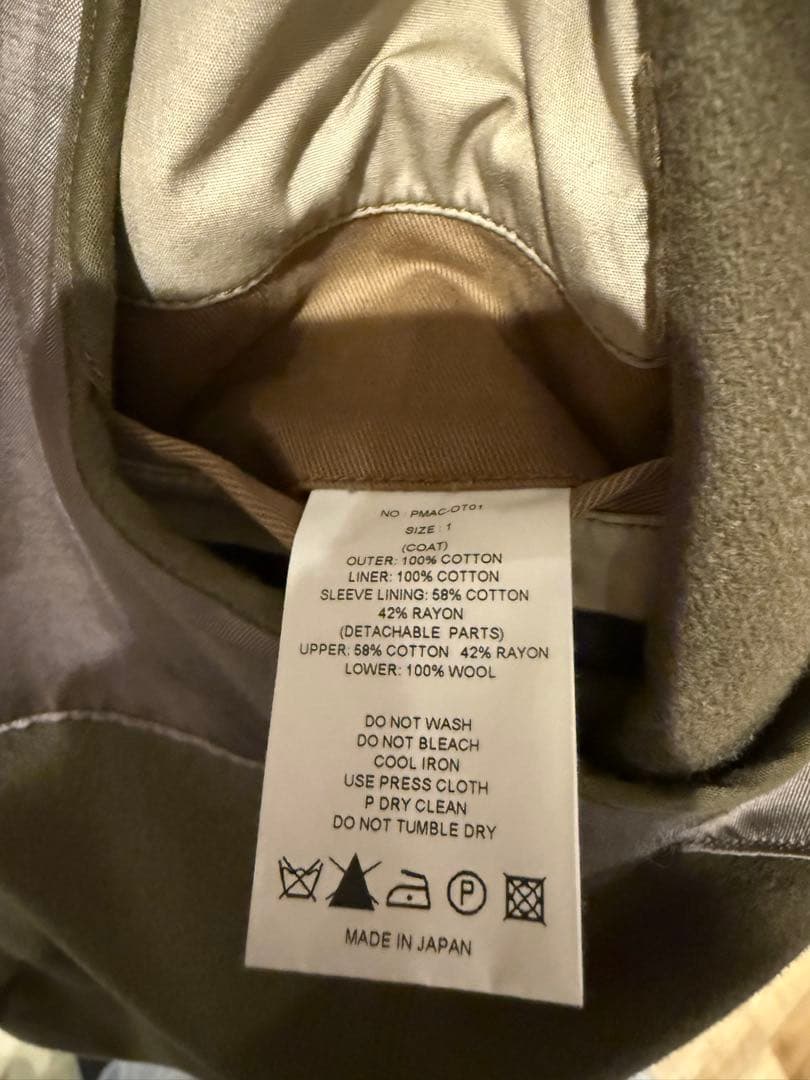 NO : PMAC-OT01
SIZE : 1
(COAT)
OUTER: 100% COTTON
LINER: 100% COTTON
SLEEVE LINING: 58% COTTON
42% RAYON
(DETACHABLE PARTS)
UPPER: 58% COTTON 42% RAYON
LOWER: 100% WOOL
DO NOT WASH
DO NOT BLEACH
COOL IRON
USE PRESS CLOTH
P DRY CLEAN
DO NOT TUMBLE DRY
P
MADE IN JAPAN